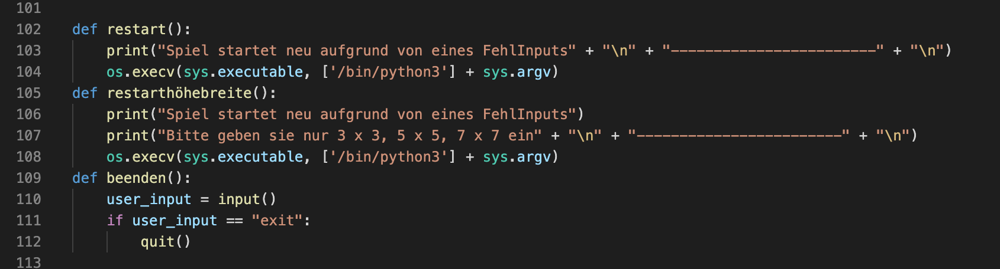 101
102 def restart():
103 print("Spiel startet neu aufgrund von eines FehlInputs" + "\n" + "------------------------" + "\n")
104 os.execv(sys.executable, ['/bin/python3'] + sys.argv)
105 def restarthöhebreite():
106 print("Spiel startet neu aufgrund von eines FehlInputs")
107 print("Bitte geben sie nur 3 x 3, 5 x 5, 7 x 7 ein" + "\n" + "------------------------" + "\n")
108 os.execv(sys.executable, ['/bin/python3'] + sys.argv)
109 def beenden():
110 user_input = input()
111 if user_input == "exit":
112 quit()
113